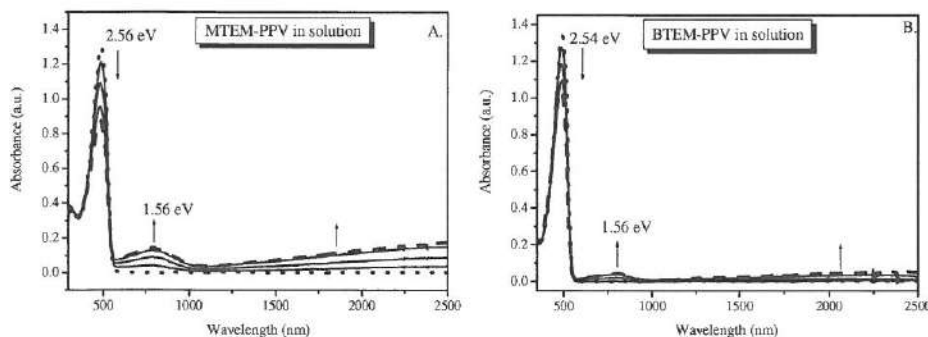 MTEM-PPV in solution
A.
2.56 eV
1.56 eV
Absorbance (a.u.)
1.4
1.2
1.0
0.8
0.6
0.4
0.2
0.0
500
1000
1500
2000
2500
Wavelength (nm)
BTEM-PPV in solution
B.
2.54 eV
1.56 eV
Absorbance (a.u.)
1.4
1.2
1.0
0.8
0.6
0.4
0.2
0.0
500
1000
1500
2000
2500
Wavelength (nm)